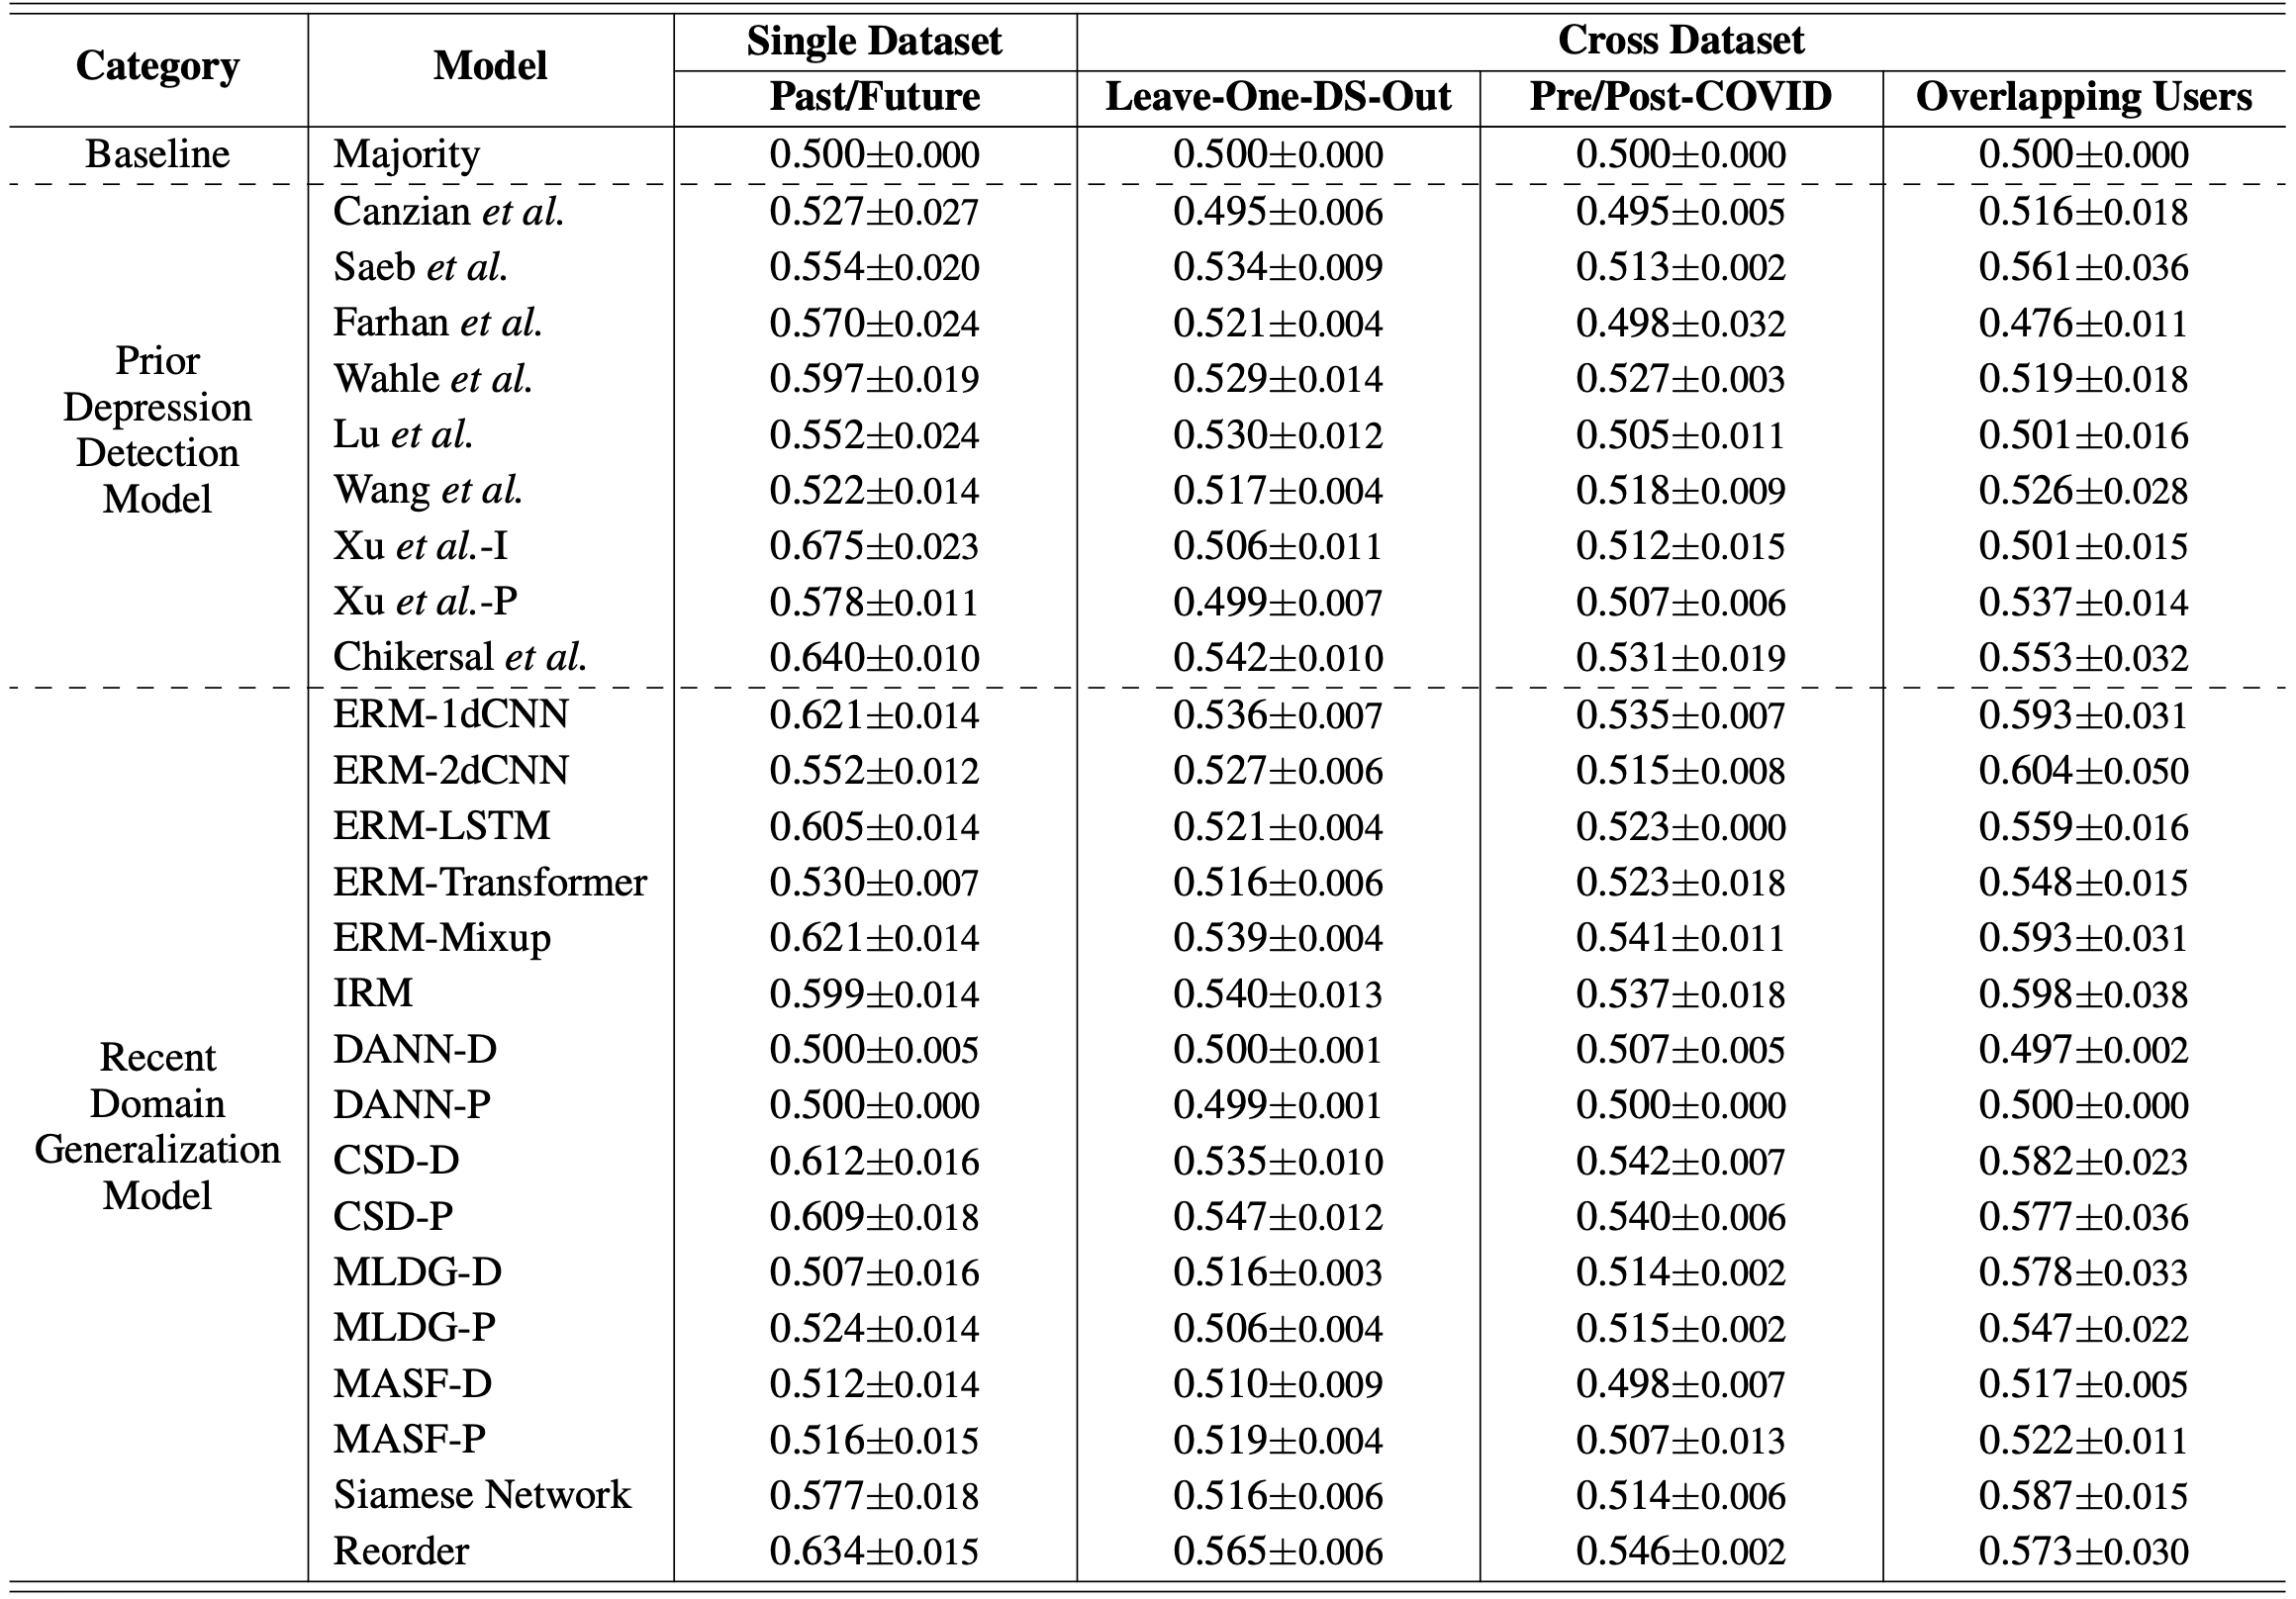 Category Model Single Dataset Cross Dataset
Past/Future Leave-One-DS-Out Pre/Post-COVID Overlapping Users
Baseline Majority 0.500±0.000 0.500±0.000 0.500±0.000 0.500±0.000
Prior
Depression
Detection
Model
Canzian et al. 0.527±0.027 0.495±0.006 0.495±0.005 0.516±0.018
Saeb et al. 0.554±0.020 0.534±0.009 0.513±0.002 0.561±0.036
Farhan et al. 0.570±0.024 0.521±0.004 0.498±0.032 0.476±0.011
Wahle et al. 0.597±0.019 0.529±0.014 0.527±0.003 0.519±0.018
Lu et al. 0.552±0.024 0.530±0.012 0.505±0.011 0.501±0.016
Wang et al. 0.522±0.014 0.517±0.004 0.518±0.009 0.526±0.028
Xu et al.-I 0.675±0.023 0.506±0.011 0.512±0.015 0.501±0.015
Xu et al.-P 0.578±0.011 0.499±0.007 0.507±0.006 0.537±0.014
Chikersal et al. 0.640±0.010 0.542±0.010 0.531±0.019 0.553±0.032
Recent
Domain
Generalization
Model
ERM-1dCNN 0.621±0.014 0.536±0.007 0.535±0.007 0.593±0.031
ERM-2dCNN 0.552±0.012 0.527±0.006 0.515±0.008 0.604±0.050
ERM-LSTM 0.605±0.014 0.521±0.004 0.523±0.000 0.559±0.016
ERM-Transformer 0.530±0.007 0.516±0.006 0.523±0.018 0.548±0.015
ERM-Mixup 0.621±0.014 0.539±0.004 0.541±0.011 0.593±0.031
IRM 0.599±0.014 0.540±0.013 0.537±0.018 0.598±0.038
DANN-D 0.500±0.005 0.500±0.001 0.507±0.005 0.497±0.002
DANN-P 0.500±0.000 0.499±0.001 0.500±0.000 0.500±0.000
CSD-D 0.612±0.016 0.535±0.010 0.542±0.007 0.582±0.023
CSD-P 0.609±0.018 0.547±0.012 0.540±0.006 0.577±0.036
MLDG-D 0.507±0.016 0.516±0.003 0.514±0.002 0.578±0.033
MLDG-P 0.524±0.014 0.506±0.004 0.515±0.002 0.547±0.022
MASF-D 0.512±0.014 0.510±0.009 0.498±0.007 0.517±0.005
MASF-P 0.516±0.015 0.519±0.004 0.507±0.013 0.522±0.011
Siamese Network 0.577±0.018 0.516±0.006 0.514±0.006 0.587±0.015
Reorder 0.634±0.015 0.565±0.006 0.546±0.002 0.573±0.030